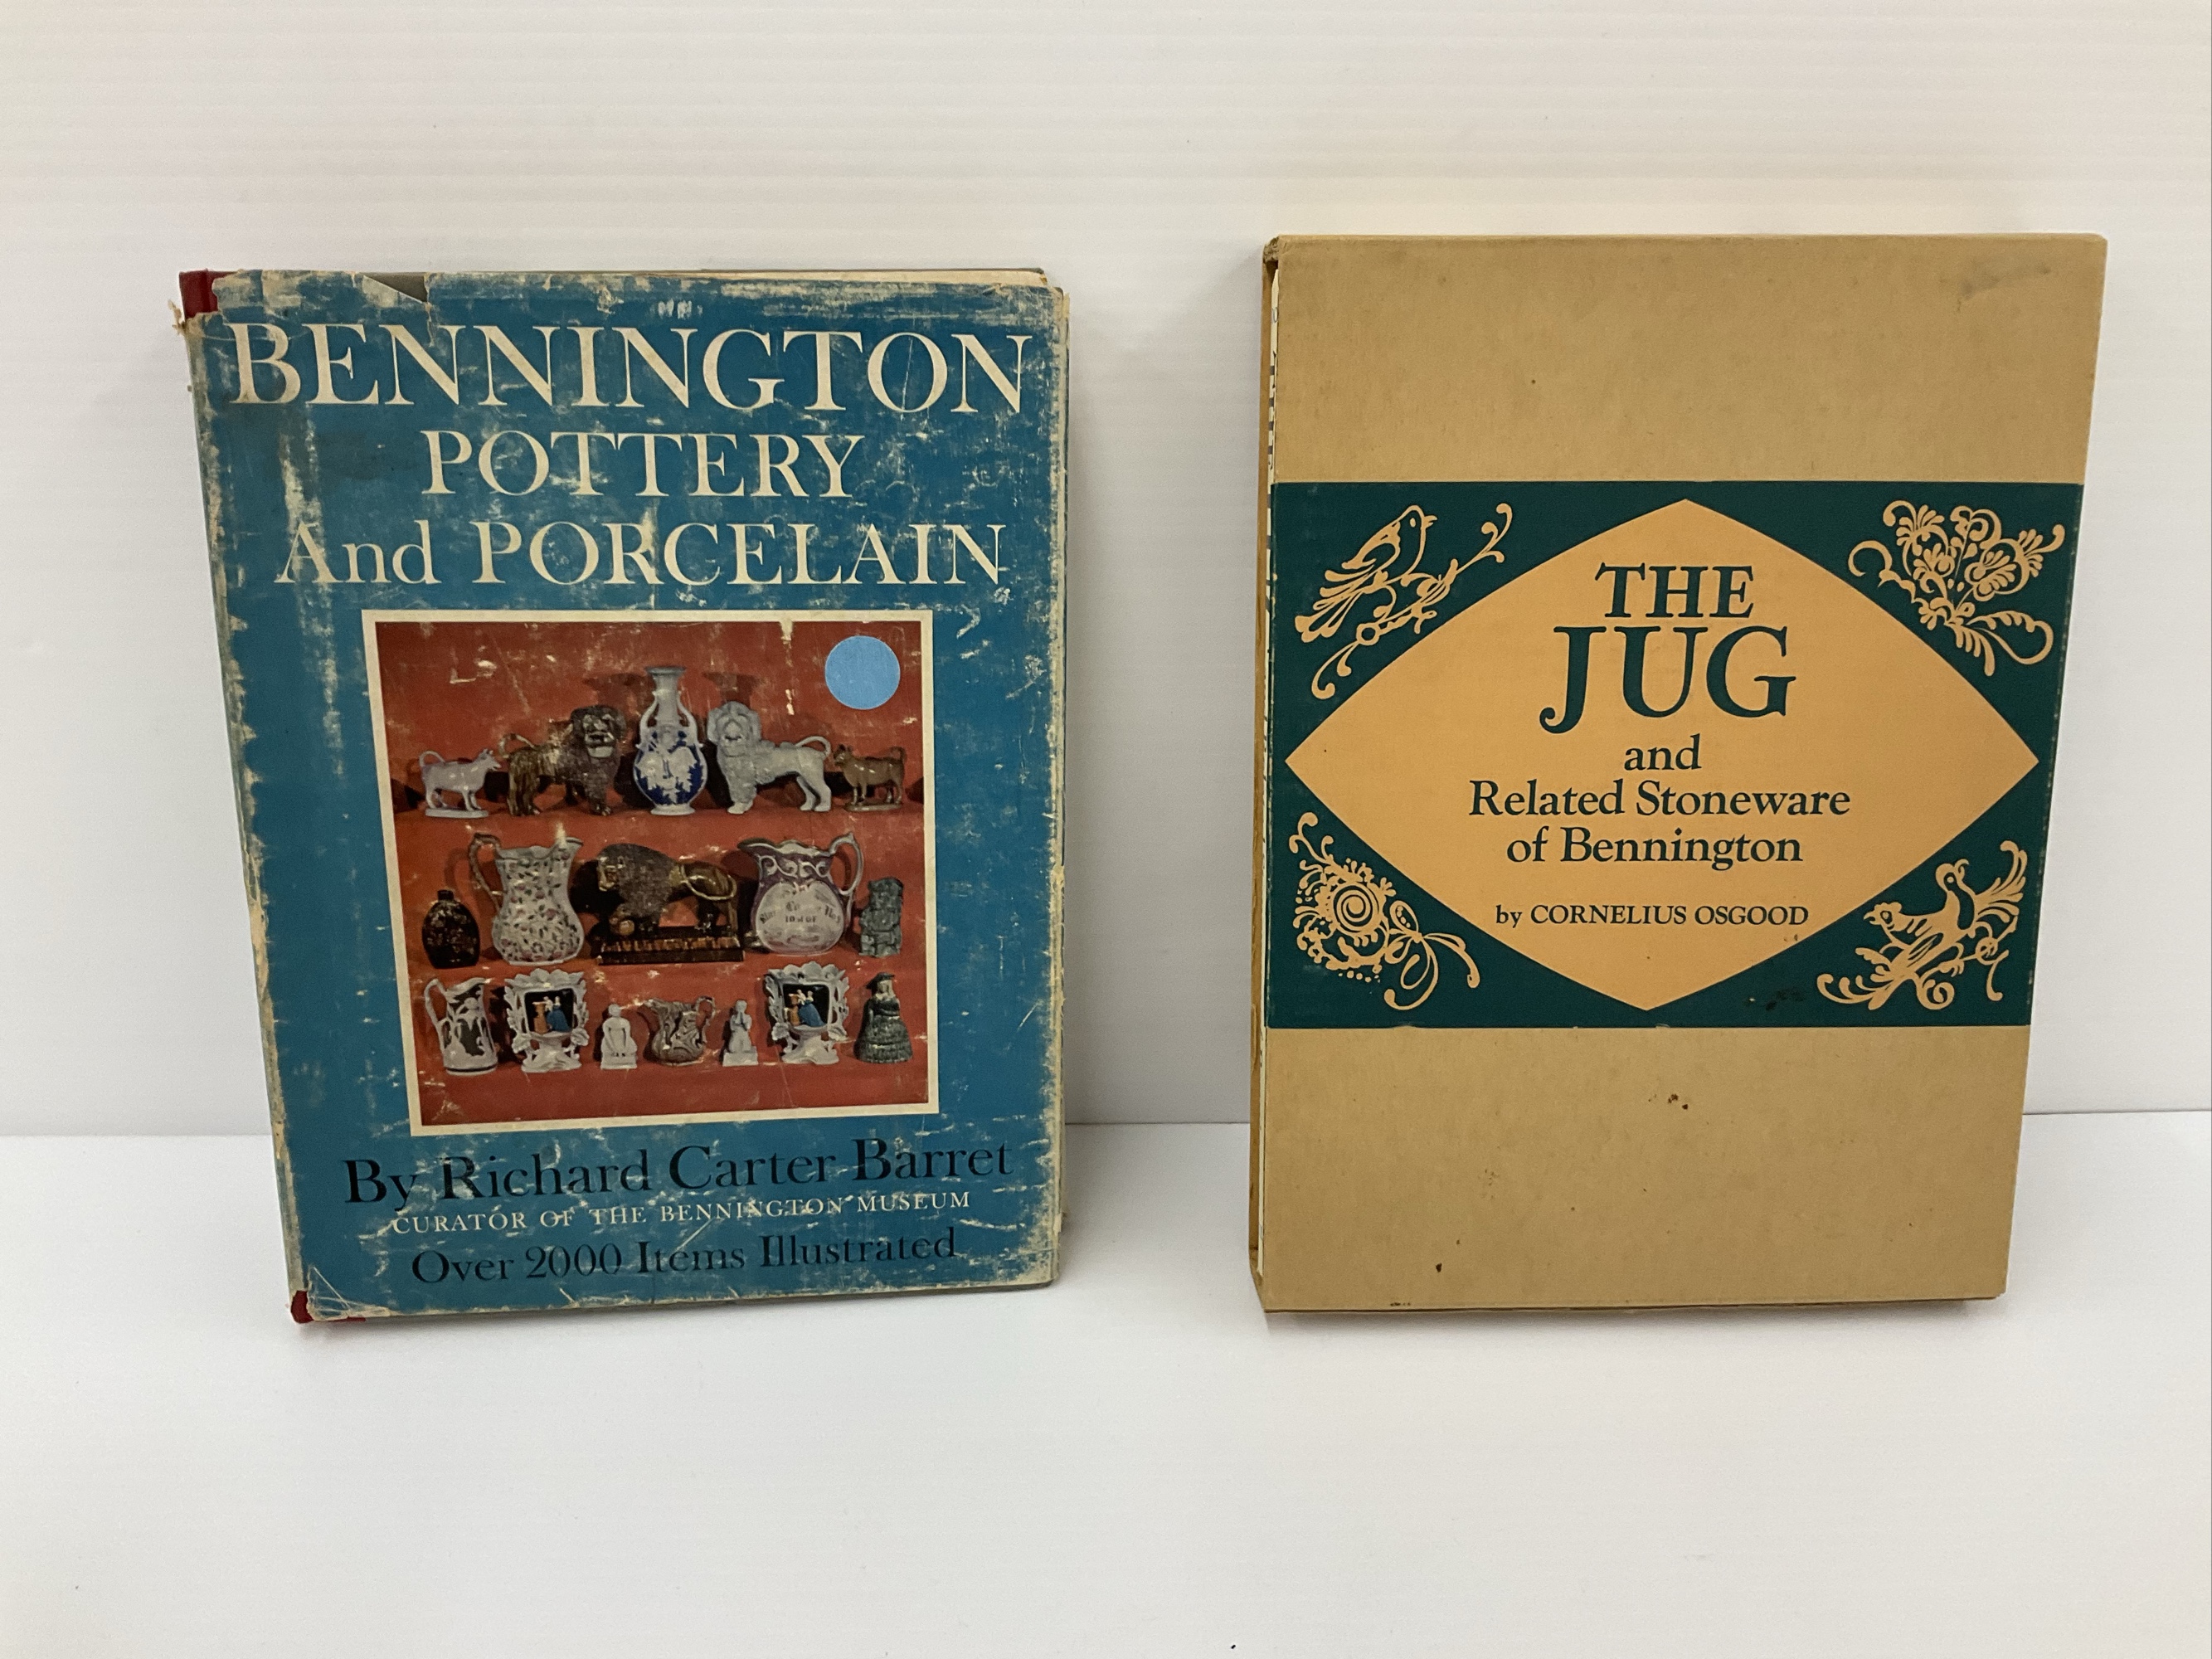 BENNINGTON
POTTERY
And PORCELAIN
By Richard Carter Barret
CURATOR OF THE BENNINGTON MUSEUM
Over 2000 Items Illustrated
THE
JUG
and
Related Stoneware
of Bennington
by CORNELIUS OSGOOD